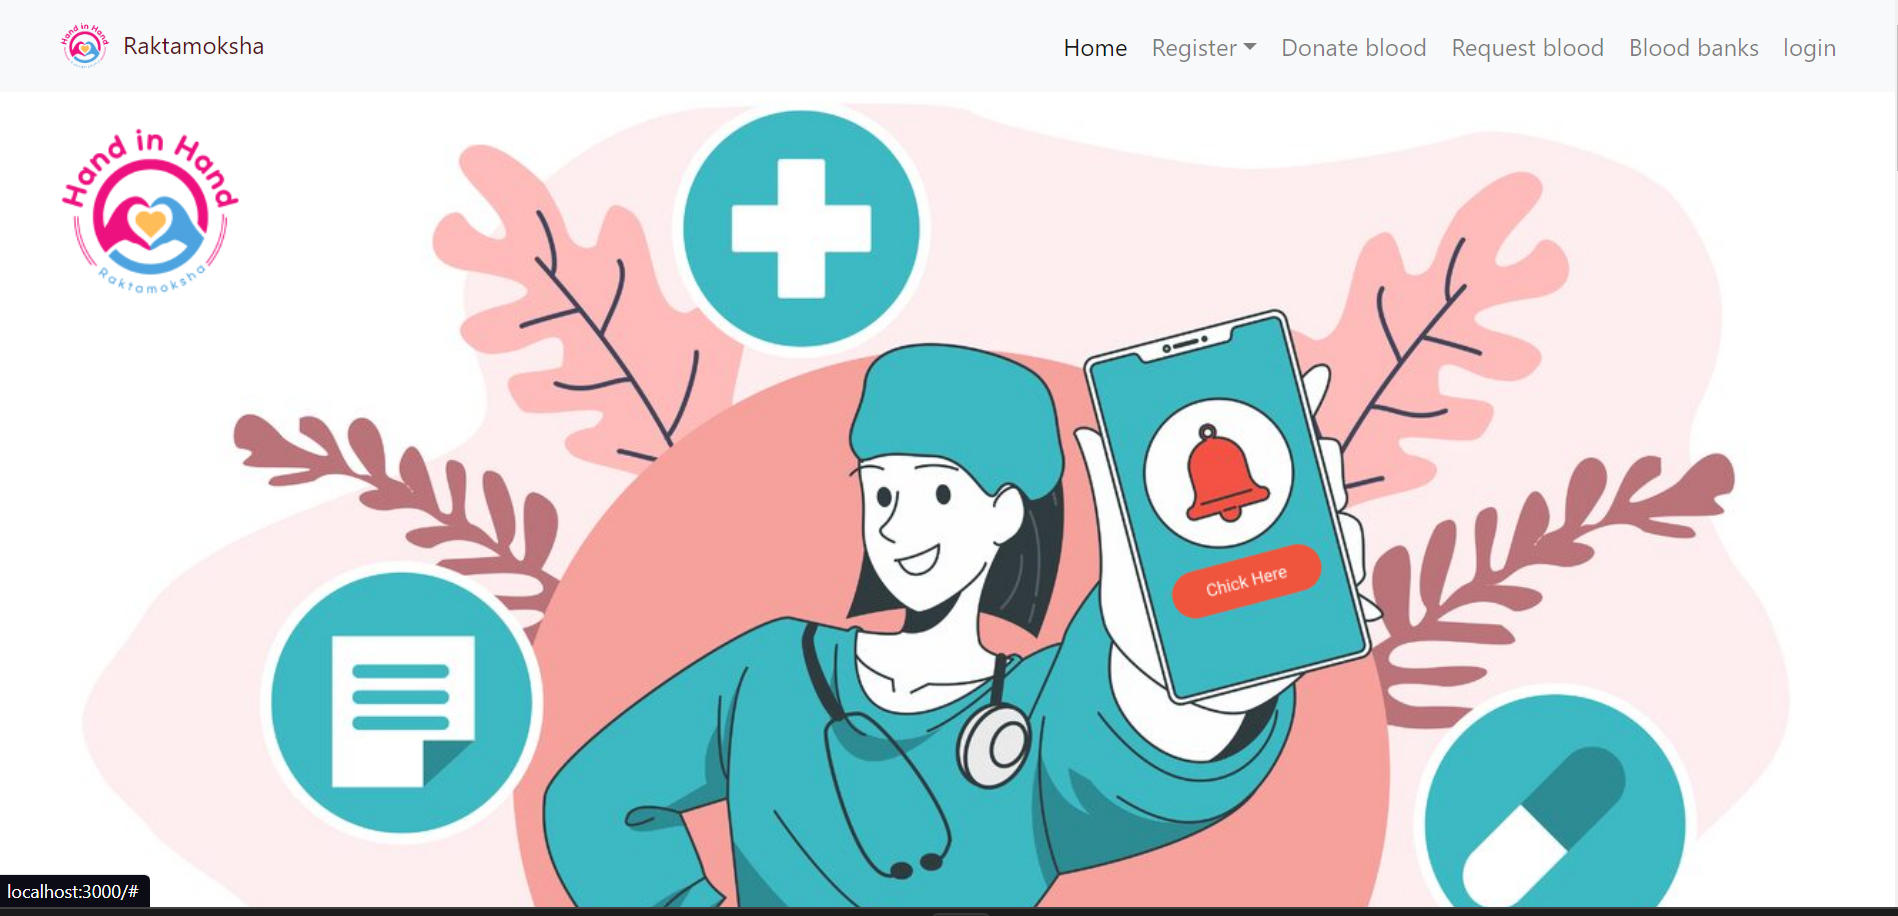 Hand in Hand
Raktamoksha
Home
Register
Donate blood
Request blood
Blood banks
login
Hand in Hand
Raktamoksha
Chick Here
localhost:3000/#